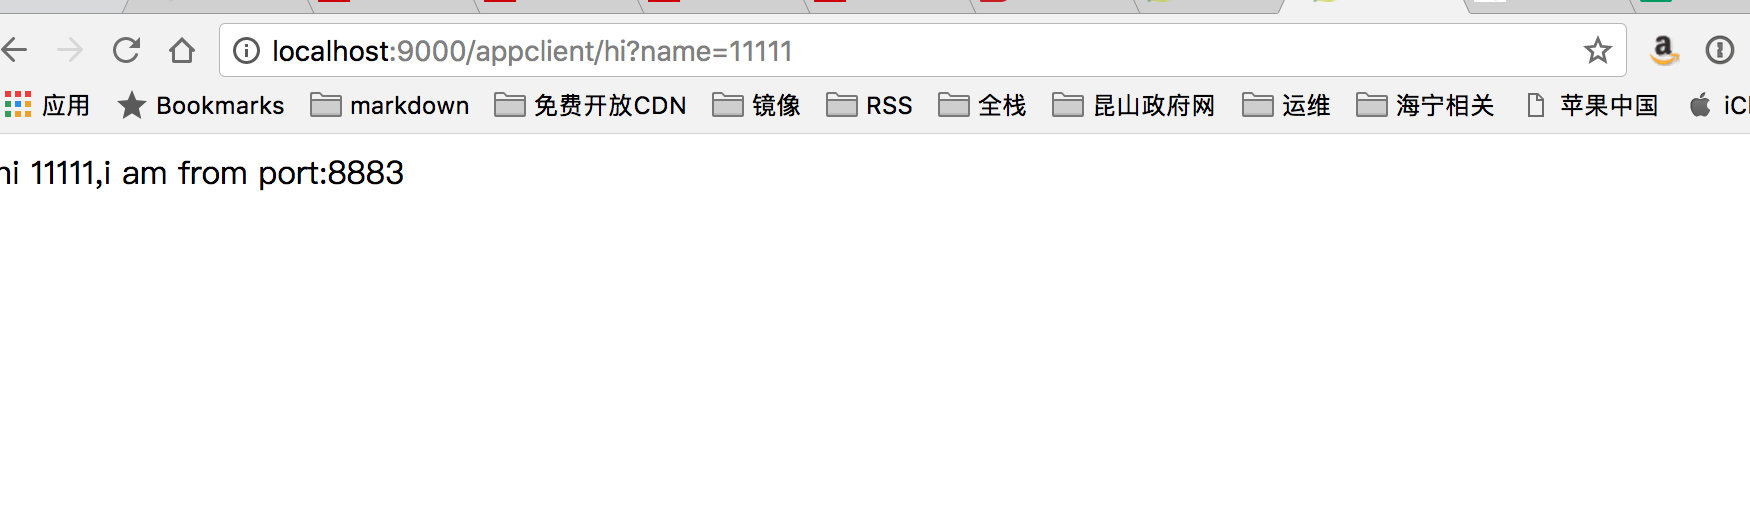 localhost:9000/appclient/hi?name=11111
应用 Bookmarks markdown 免费开放CDN 镜像 RSS 全栈 昆山政府网 运维 海宁相关 苹果中国
hi 11111,i am from port:8883